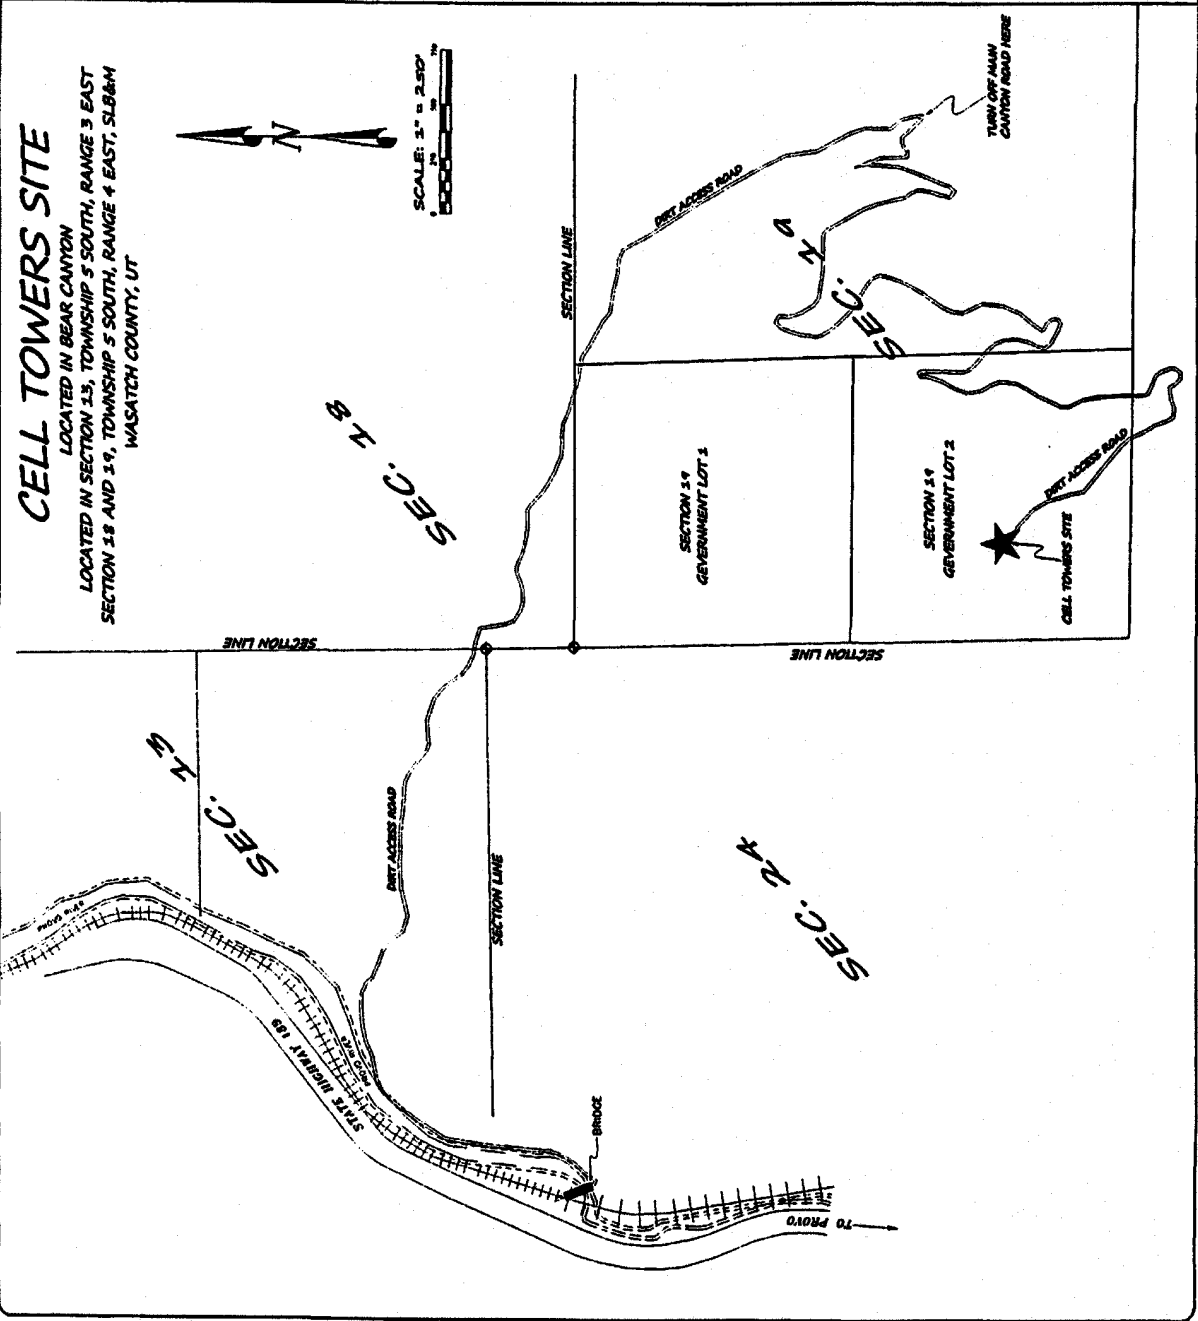 CELL TOWERS SITE
LOCATED IN BEAR CANYON
LOCATED IN SECTION 13, TOWNSHIP 5 SOUTH, RANGE 3 EAST
SECTION 18 AND 19, TOWNSHIP 5 SOUTH, RANGE 4 EAST, SLB&M
WASATCH COUNTY, UT
N
SCALE: 1" = 250'
SEC. 13
SEC. 18
SECTION LINE
SECTION LINE
PROVO RIVER
STATE HIGHWAY 189
PROVO RIVER
DIRT ACCESS ROAD
SECTION LINE
DIRT ACCESS ROAD
BRIDGE
TO PROVO
SEC. 24
SECTION LINE
SECTION 19
GEVERNMENT LOT 1
SEC. 19
TURN OFF MAIN
CANYON ROAD HERE
SECTION 19
GEVERNMENT LOT 2
DIRT ACCESS ROAD
CELL TOWERS SITE